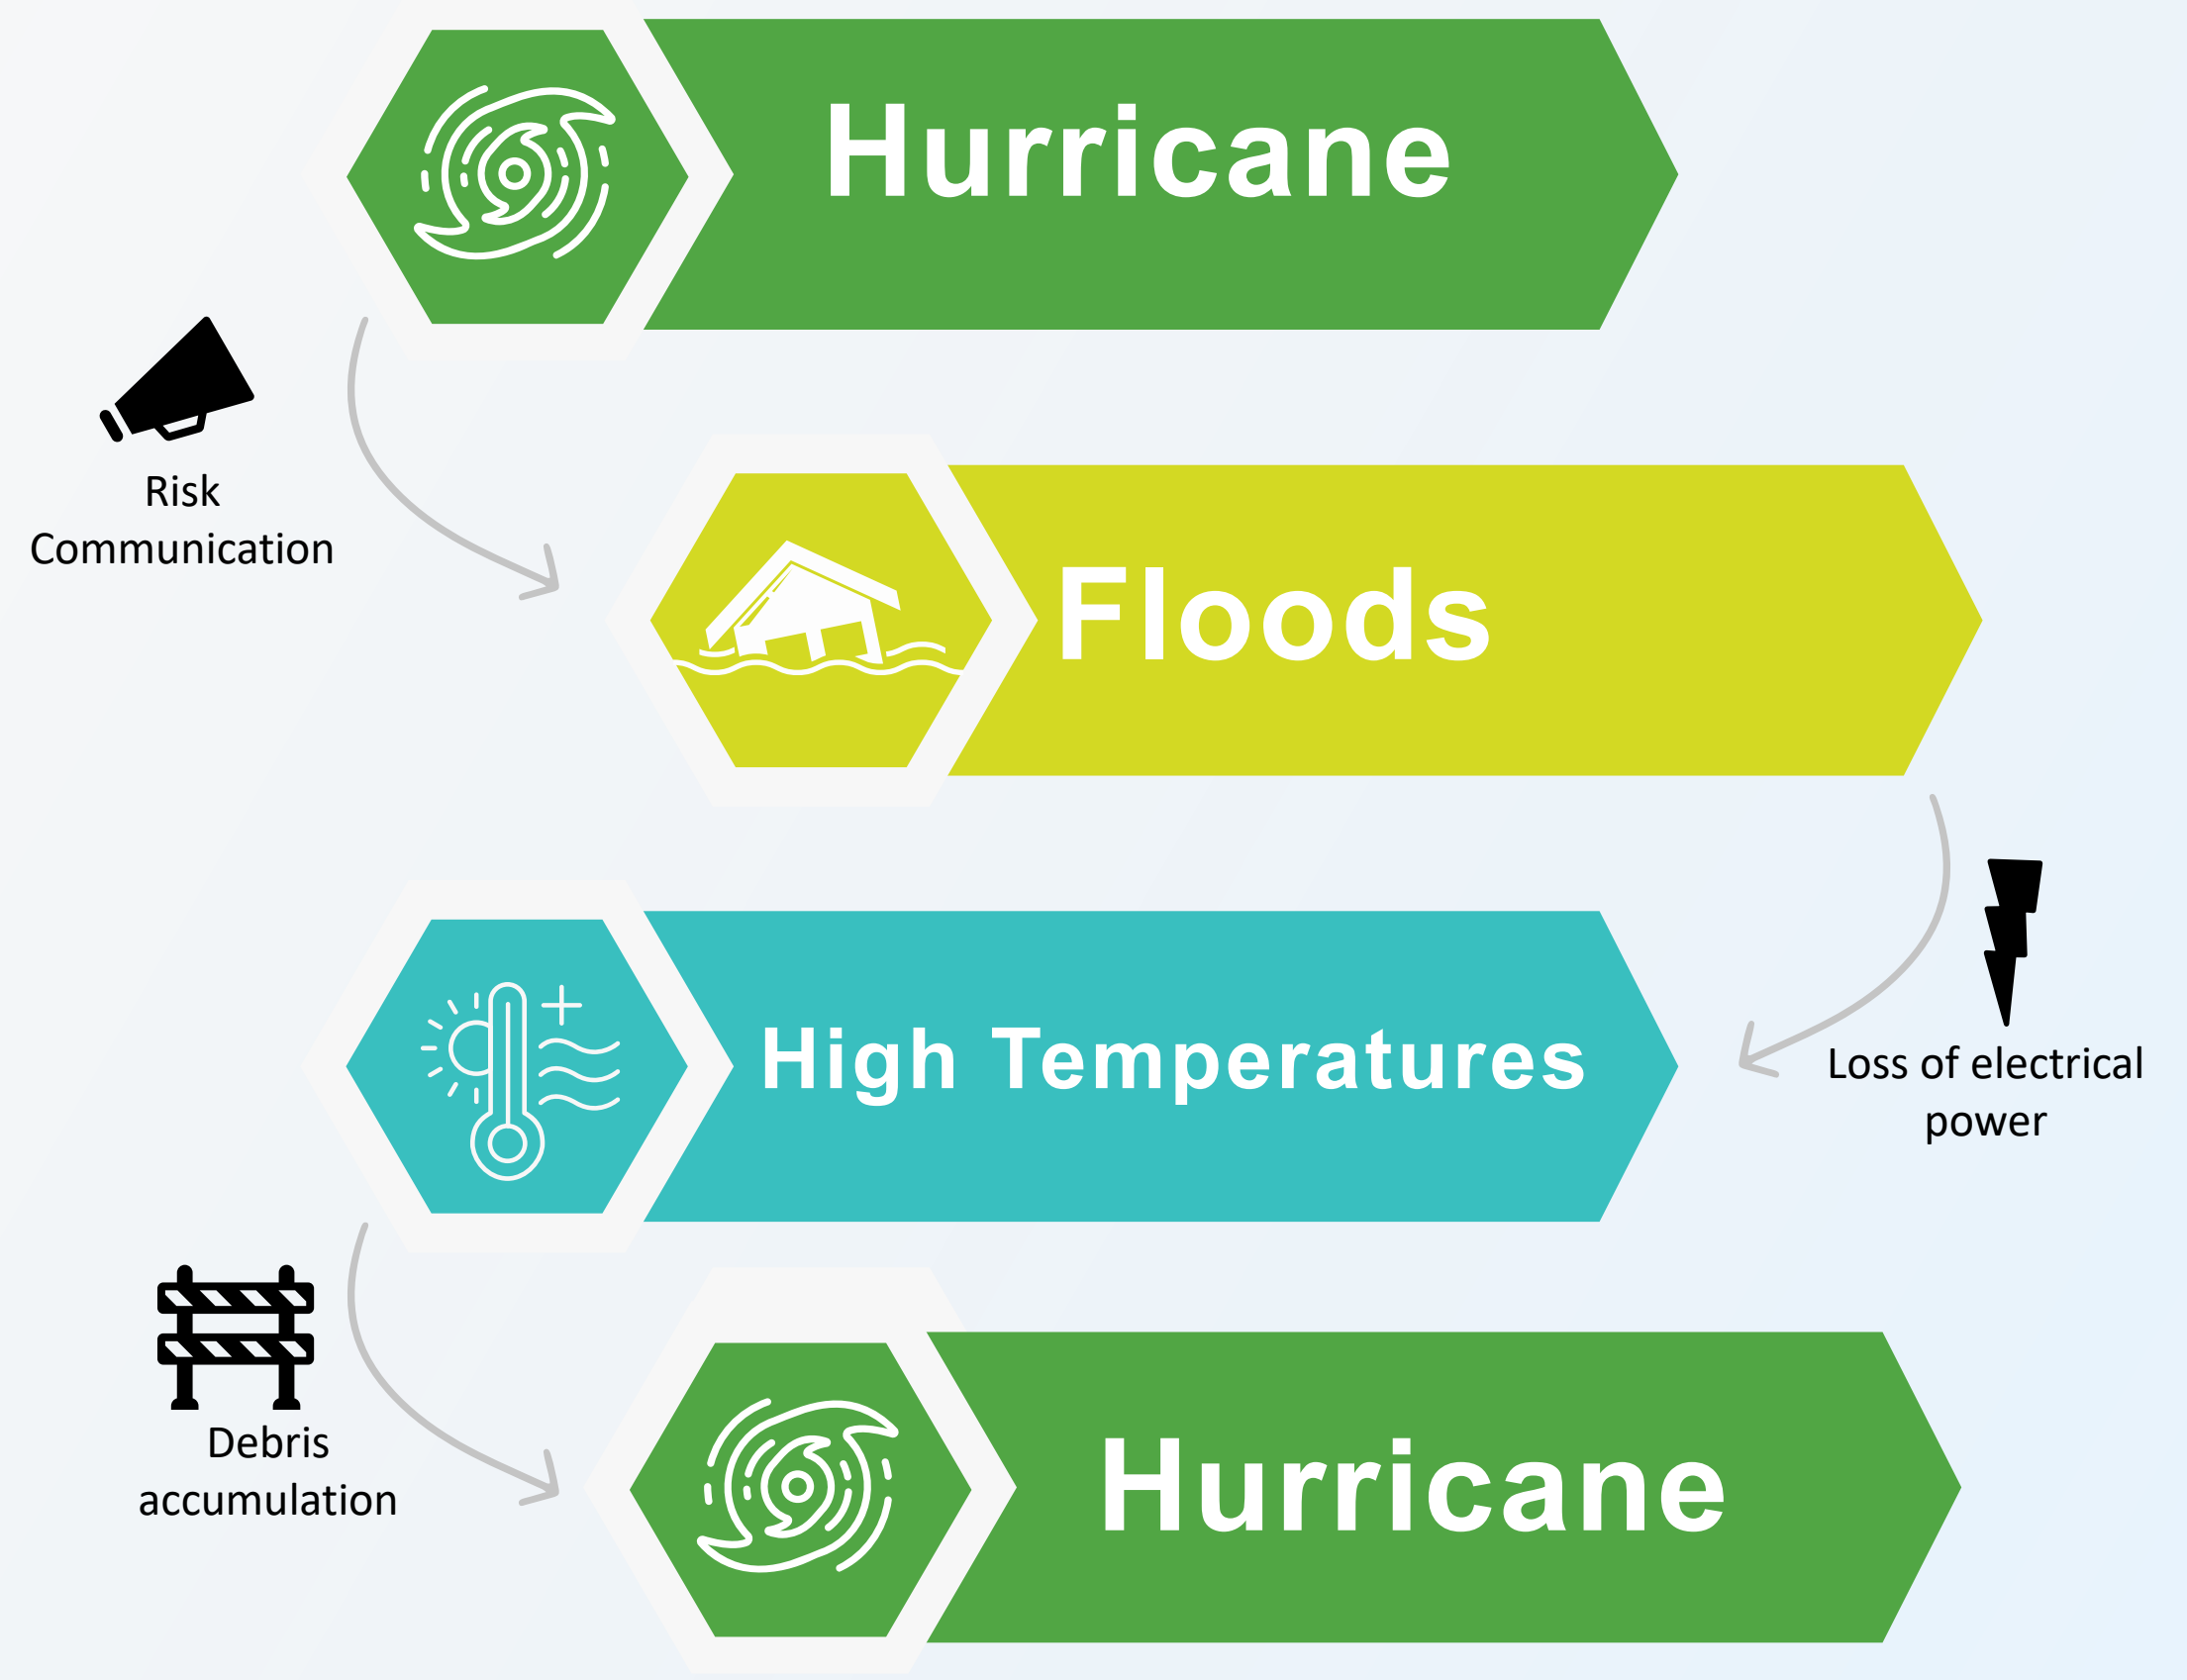 Hurricane
Risk
Communication
Floods
High Temperatures
Loss of electrical
power
Debris
accumulation
Hurricane